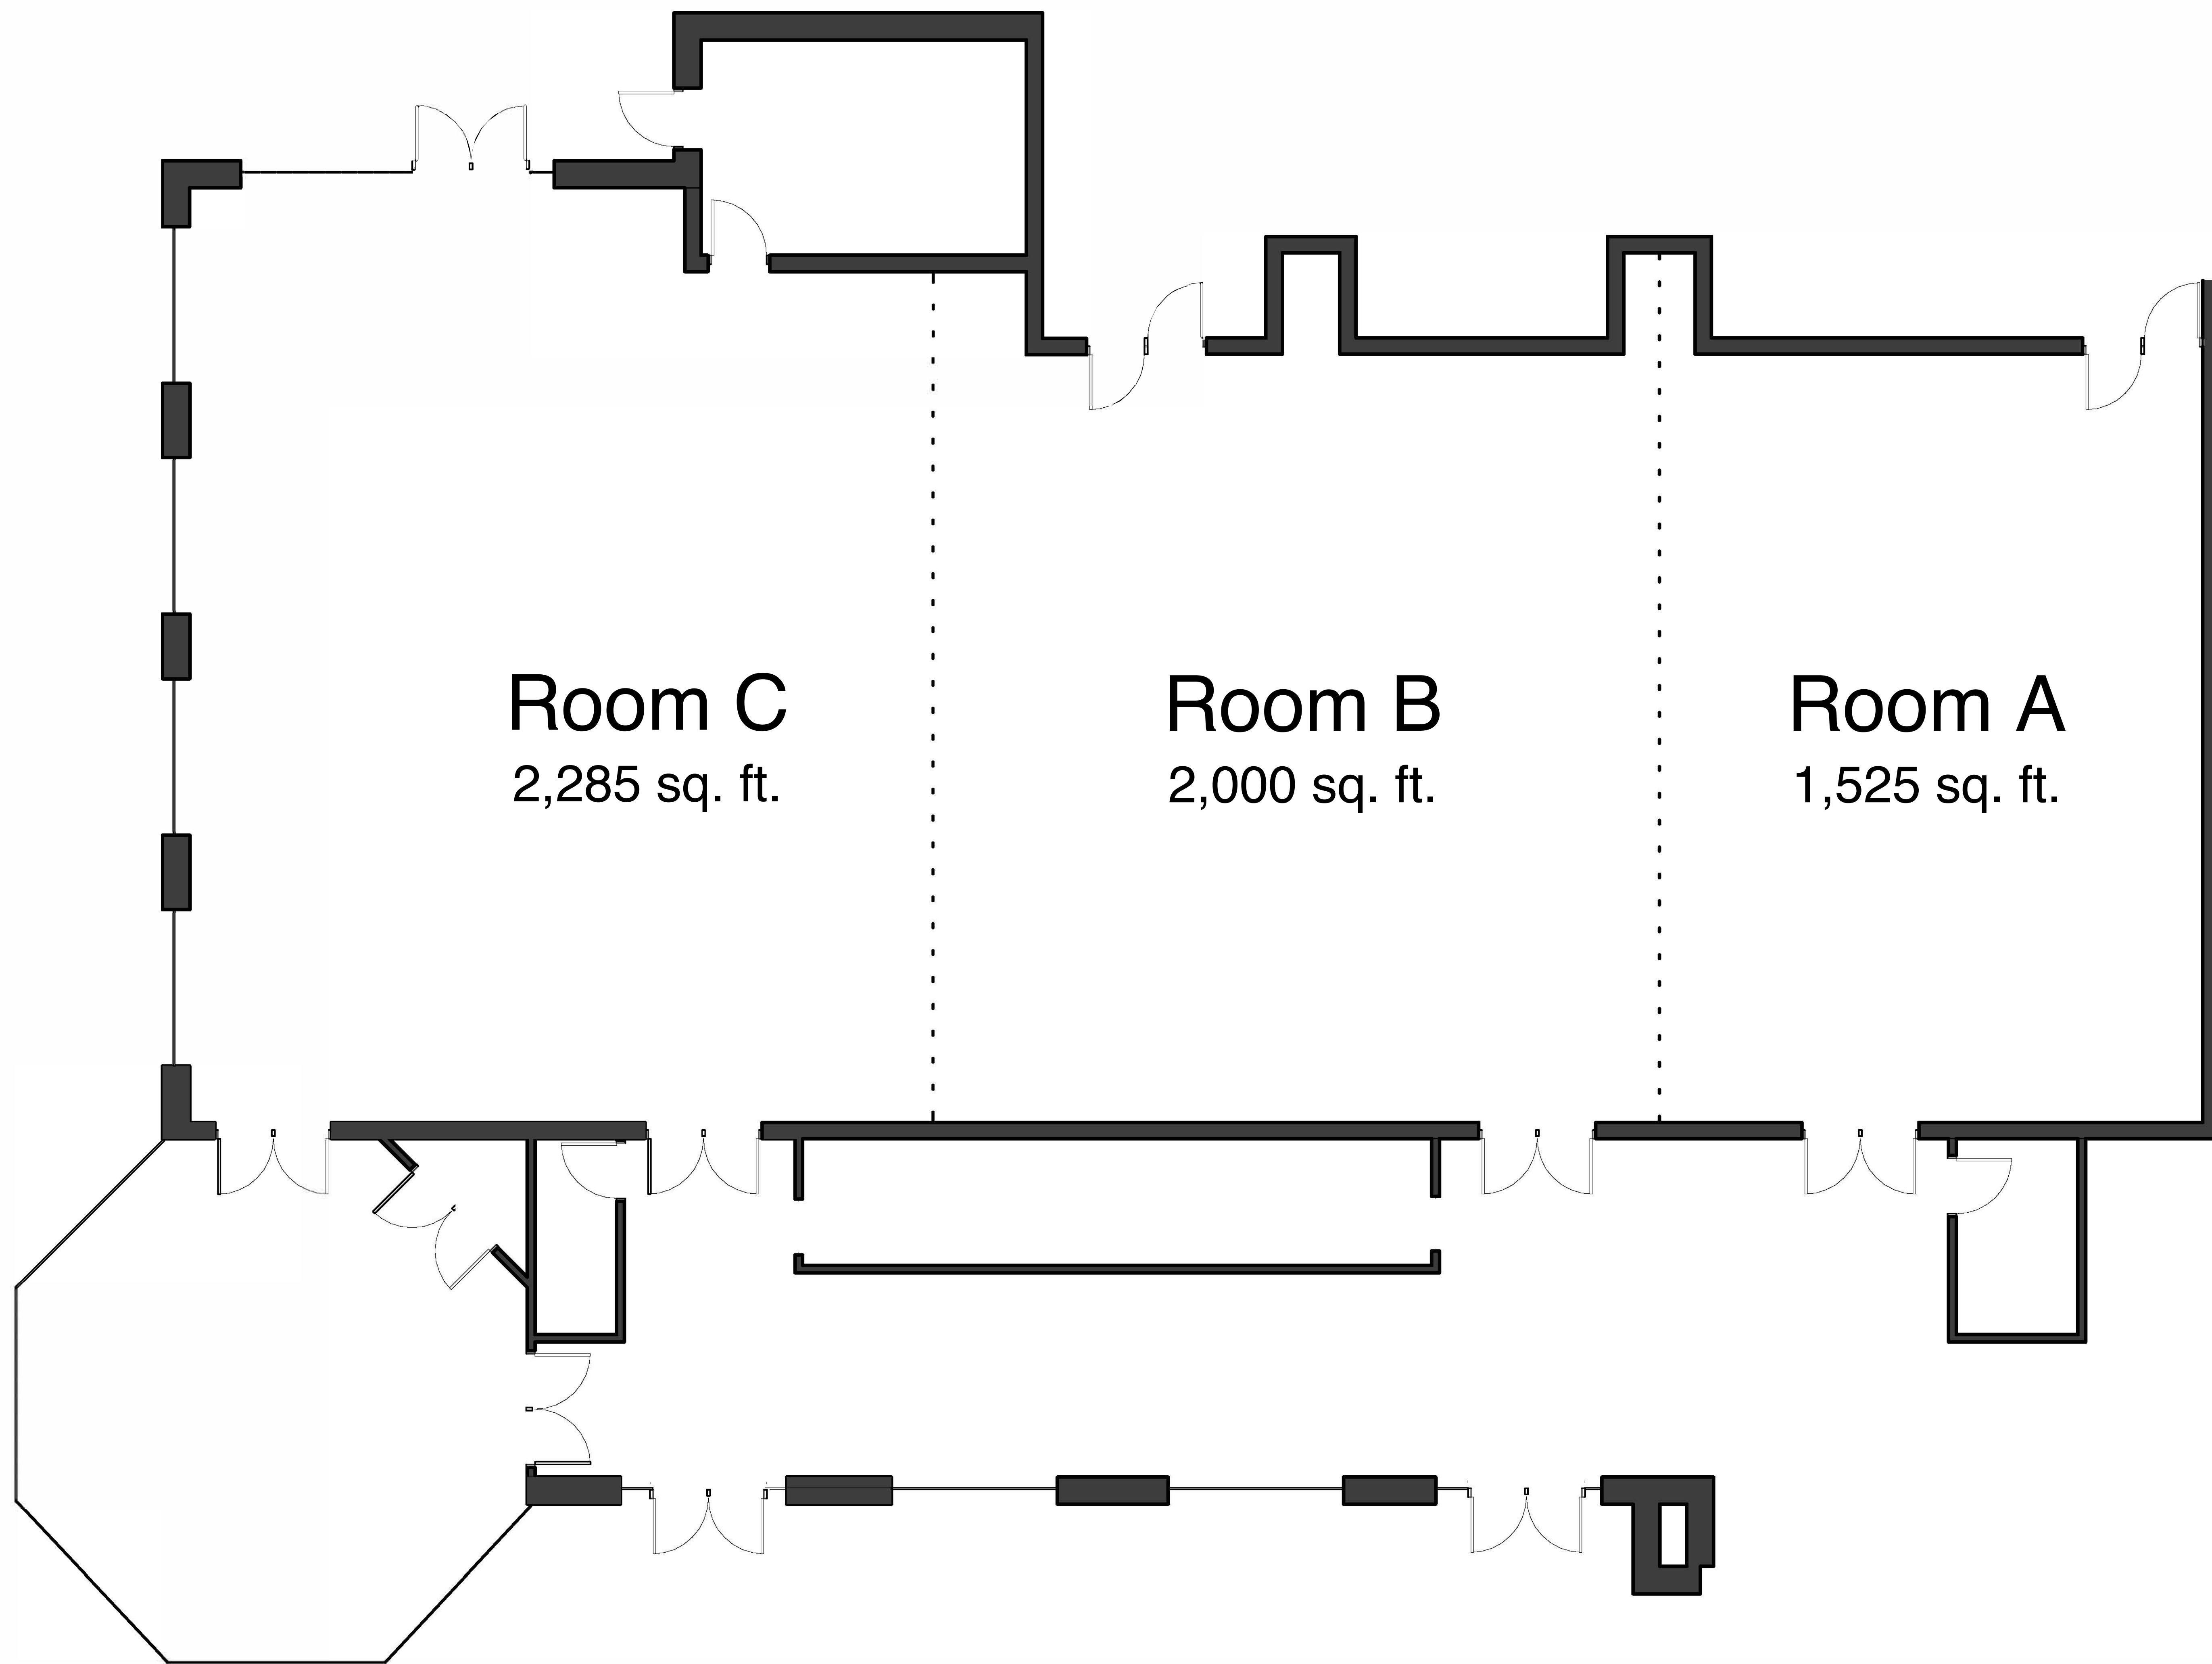 Room C
2,285 sq. ft.
Room B
2,000 sq. ft.
Room A
1,525 sq. ft.